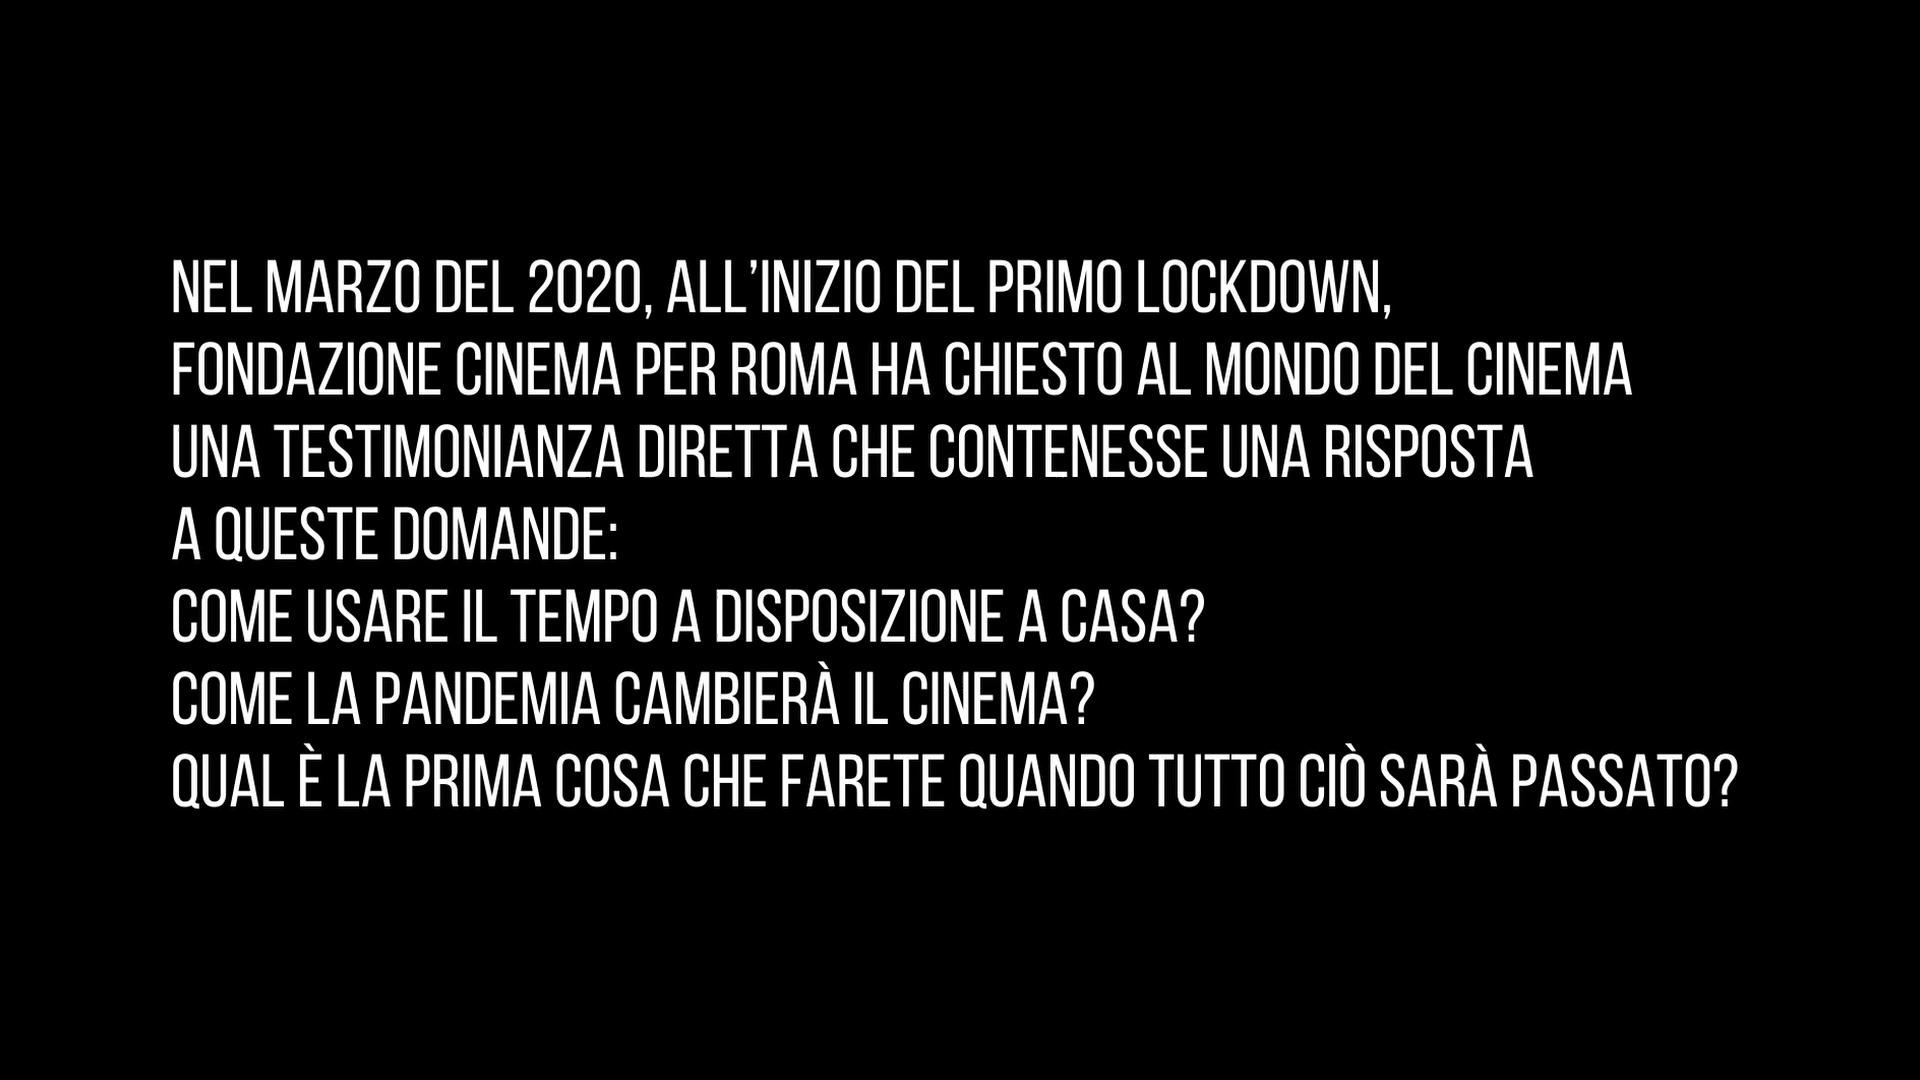 NEL MARZO DEL 2020, ALL’INIZIO DEL PRIMO LOCKDOWN,
FONDAZIONE CINEMA PER ROMA HA CHIESTO AL MONDO DEL CINEMA
UNA TESTIMONIANZA DIRETTA CHE CONTENESSE UNA RISPOSTA
A QUESTE DOMANDE:
COME USARE IL TEMPO A DISPOSIZIONE A CASA?
COME LA PANDEMIA CAMBIERÀ IL CINEMA?
QUAL È LA PRIMA COSA CHE FARETE QUANDO TUTTO CIÒ SARÀ PASSATO?